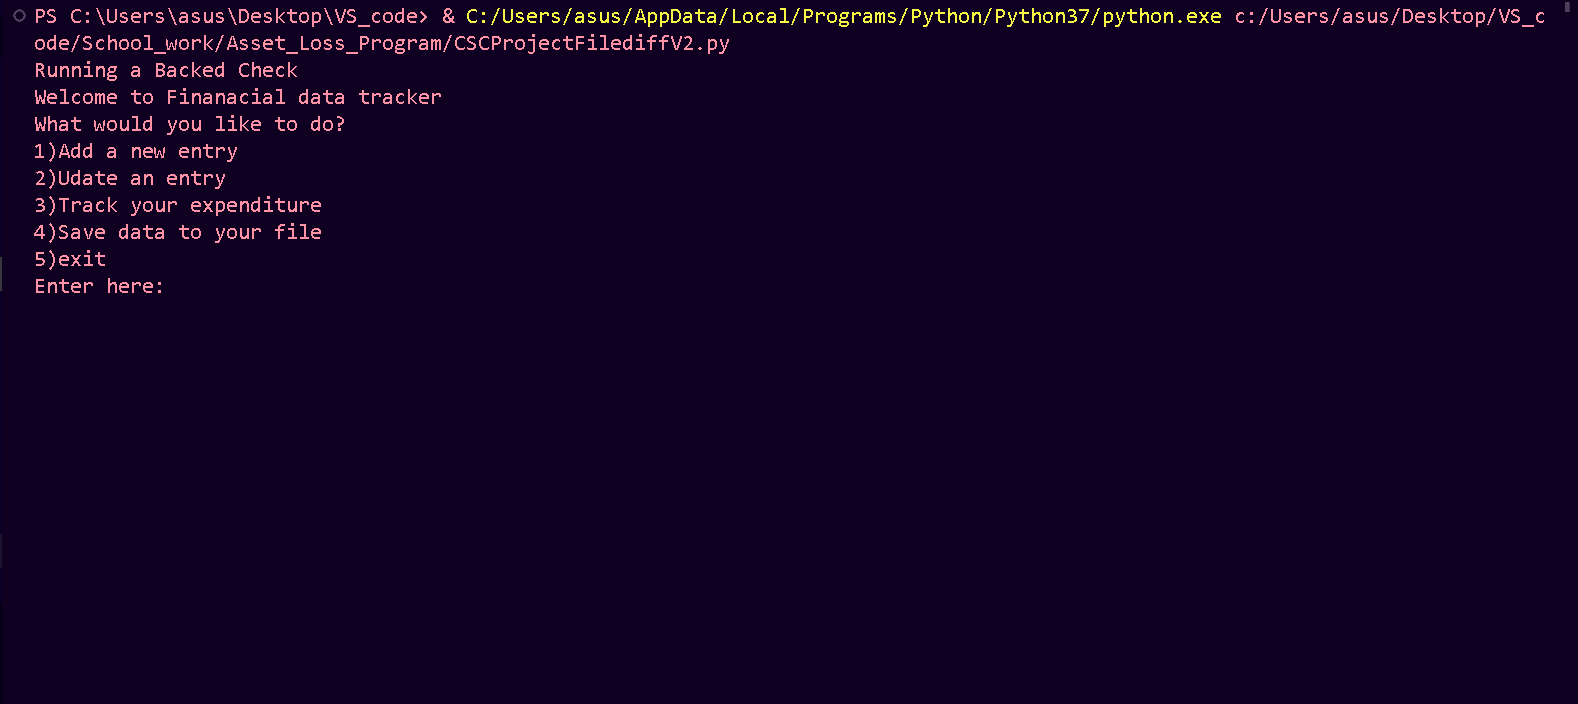 PS C:\Users\asus\Desktop\VS_code> & C:/Users/asus/AppData/Local/Programs/Python/Python37/python.exe c:/Users/asus/Desktop/VS_c
ode/School_work/Asset_Loss_Program/CSCProjectFilediffV2.py
Running a Backed Check
Welcome to Finanacial data tracker
What would you like to do?
1)Add a new entry
2)Udate an entry
3)Track your expenditure
4)Save data to your file
5)exit
Enter here: